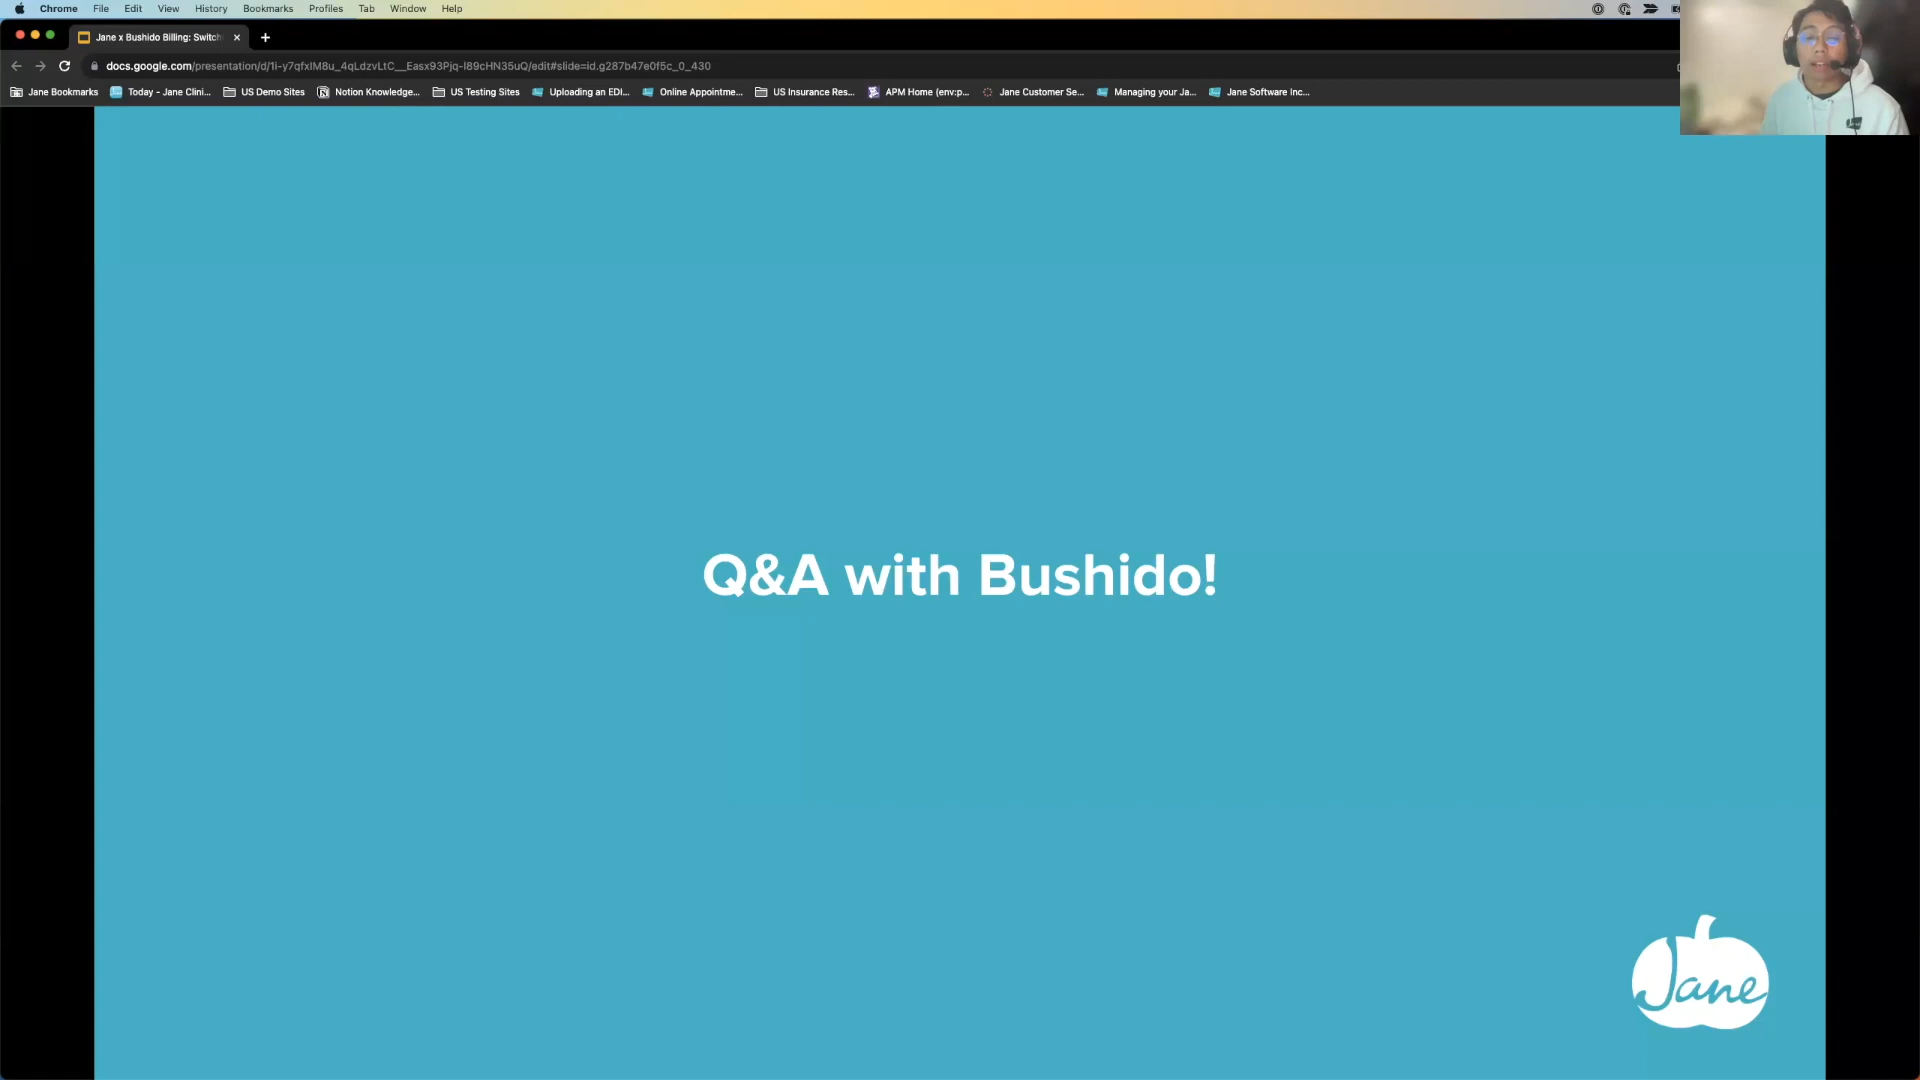 Chrome File Edit View History Bookmarks Profiles Tab Window Help
Jane x Bushido Billing: Switch
docs.google.com/presentation/d/1i-y7qfxIM8u_4qLdzvLtC__Easx93Pjq-I89cHN35uQ/edit#slide=id.g287b47e0f5c_0_430
Jane Bookmarks Today - Jane Clini... US Demo Sites Notion Knowledge... US Testing Sites Uploading an EDI... Online Appointme... US Insurance Res... APM Home (env:p... Jane Customer Se... Managing your Ja... Jane Software Inc...
Q&A with Bushido!
Jane